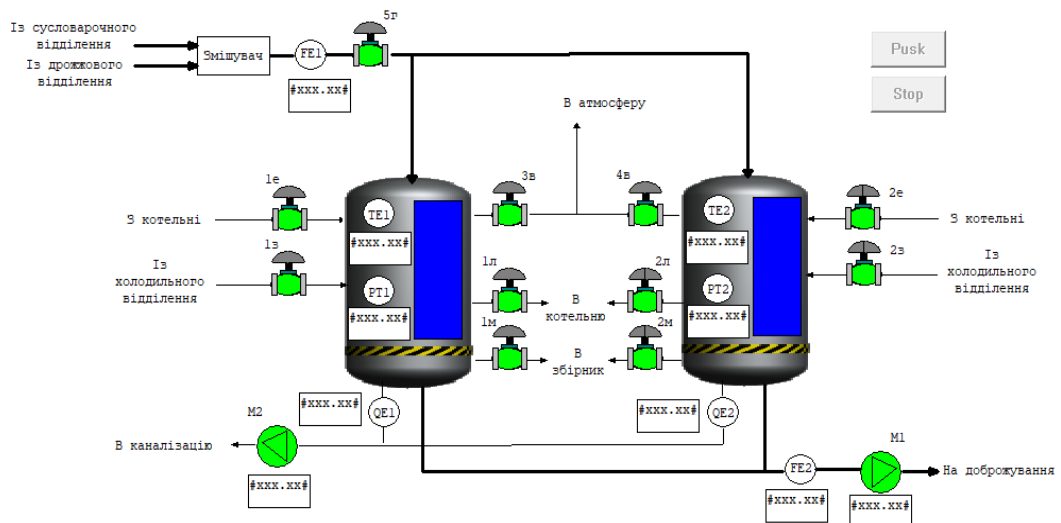 5г
Із сусловарочного
відділення
Із дрожжового
відділення
Змішувач
FE1
#xxx.xx#
Pusk
Stop
В атмосферу
1е
3в
4в
2е
З котельні
TE1
TE2
З котельні
#xxx.xx#
#xxx.xx#
1з
2з
Із
холодильного
відділення
1л
2л
Із
холодильного
відділення
PT1
PT2
#xxx.xx#
#xxx.xx#
В
котельню
1м
2м
В
збірник
#xxx.xx#
QE1
#xxx.xx#
QE2
М2
М1
В каналізацію
#xxx.xx#
FE2
На доброжування
#xxx.xx#
#xxx.xx#